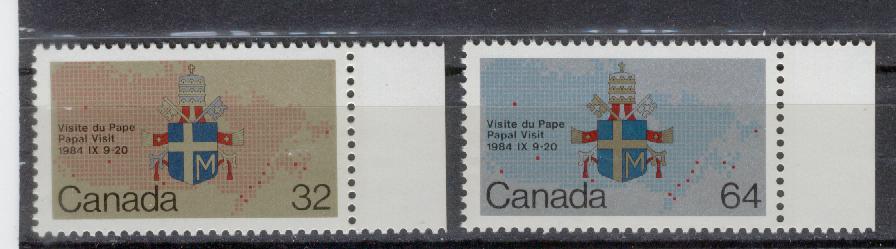 Visite du Pape
Papal Visit
1984 IX 9-20
M
Canada 32
Visite du Pape
Papal Visit
1984 IX 9-20
M
Canada 64